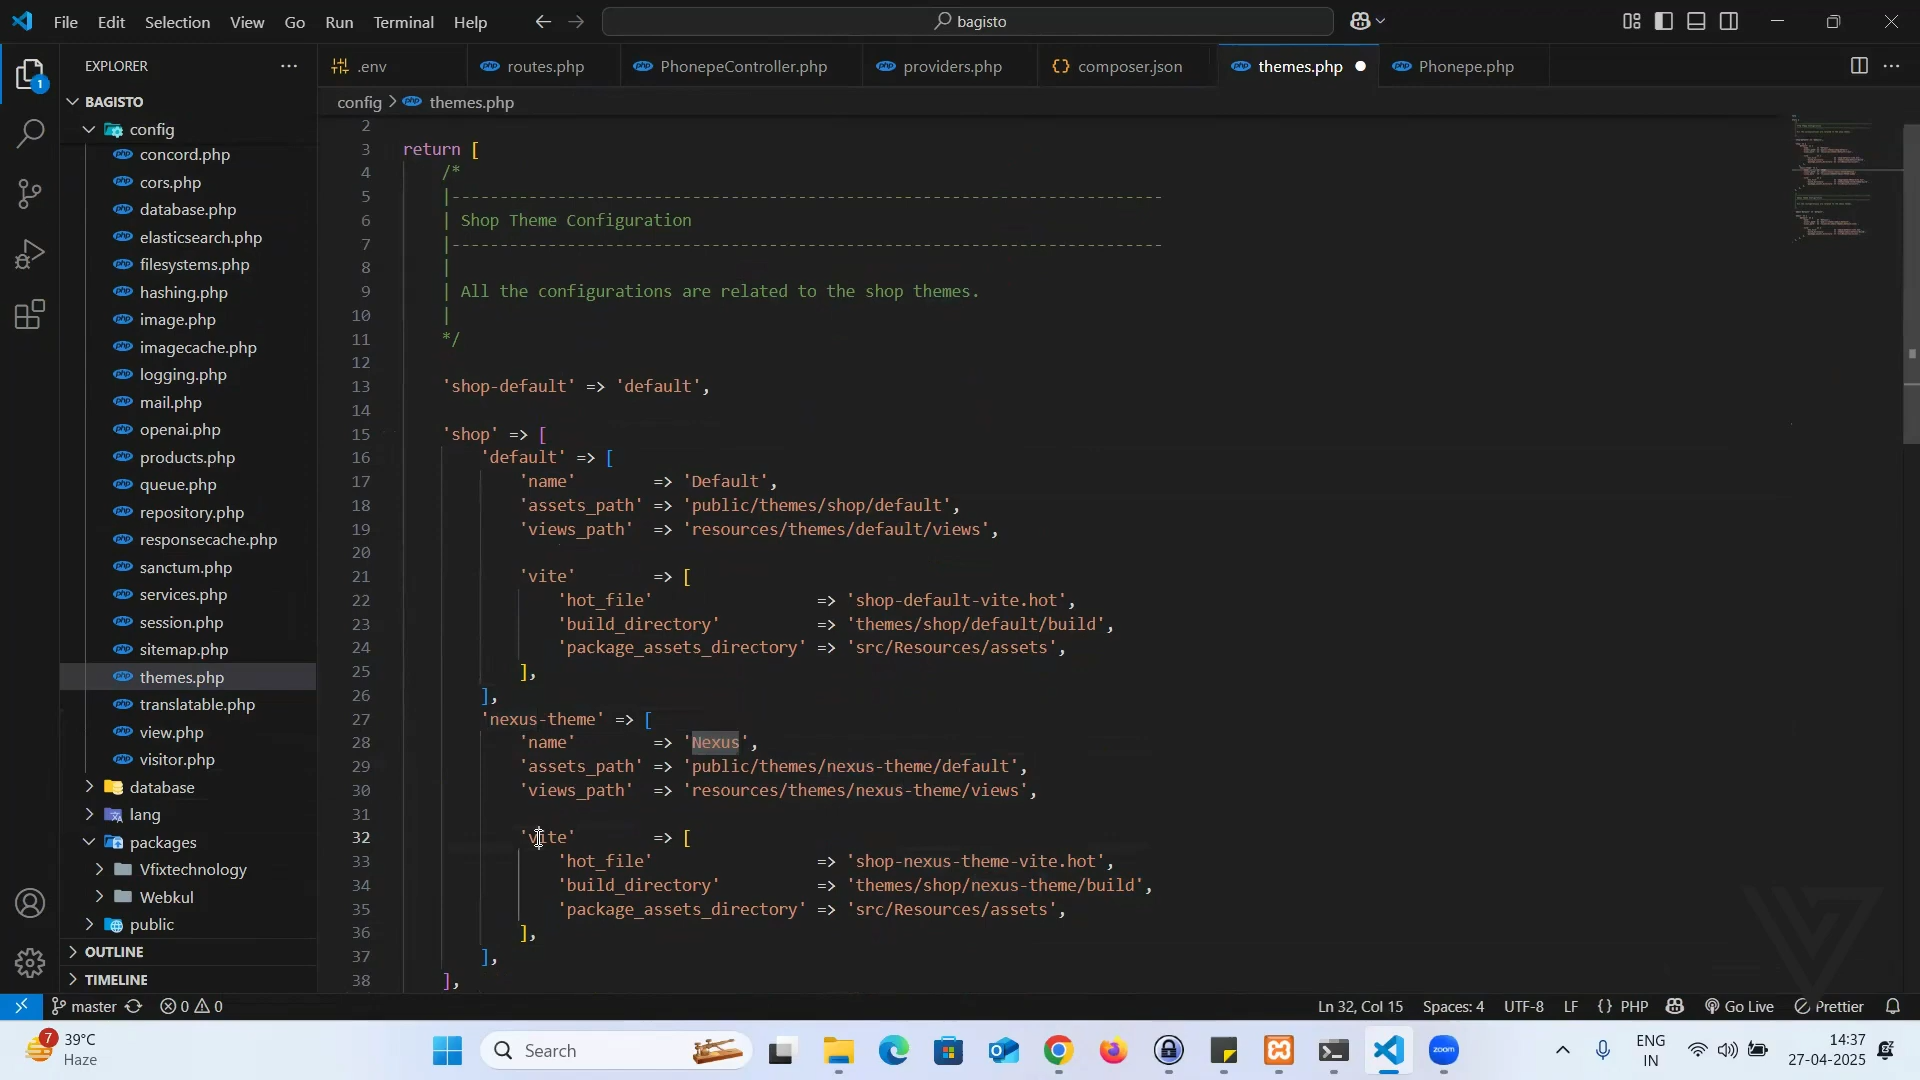 File Edit Selection View Go Run Terminal Help
bagisto
EXPLORER
.env routes.php PhonepeController.php providers.php composer.json themes.php Phonepe.php
config > themes.php
1
BAGISTO
config
concord.php
cors.php
database.php
elasticsearch.php
filesystems.php
hashing.php
image.php
imagecache.php
logging.php
mail.php
openai.php
products.php
queue.php
repository.php
responsecache.php
sanctum.php
services.php
session.php
sitemap.php
themes.php
translatable.php
view.php
visitor.php
database
lang
packages
Vfixtechnology
Webkul
public
OUTLINE
TIMELINE
2
3 return [
4 /*
5 |--------------------------------------------------------------------------
6 | Shop Theme Configuration
7 |--------------------------------------------------------------------------
8 |
9 | All the configurations are related to the shop themes.
10 |
11 */
12
13 'shop-default' => 'default',
14
15 'shop' => [
16 'default' => [
17 'name' => 'Default',
18 'assets_path' => 'public/themes/shop/default',
19 'views_path' => 'resources/themes/default/views',
20
21 'vite' => [
22 'hot_file' => 'shop-default-vite.hot',
23 'build_directory' => 'themes/shop/default/build',
24 'package_assets_directory' => 'src/Resources/assets',
25 ],
26 ],
27 'nexus-theme' => [
28 'name' => 'Nexus',
29 'assets_path' => 'public/themes/nexus-theme/default',
30 'views_path' => 'resources/themes/nexus-theme/views',
31
32 'vite' => [
33 'hot_file' => 'shop-nexus-theme-vite.hot',
34 'build_directory' => 'themes/shop/nexus-theme/build',
35 'package_assets_directory' => 'src/Resources/assets',
36 ],
37 ],
38 ],
master 0 0 Ln 32, Col 15 Spaces: 4 UTF-8 LF {} PHP Go Live Prettier
7 39°C
Haze
Search
zoom
ENG
IN
14:37
27-04-2025